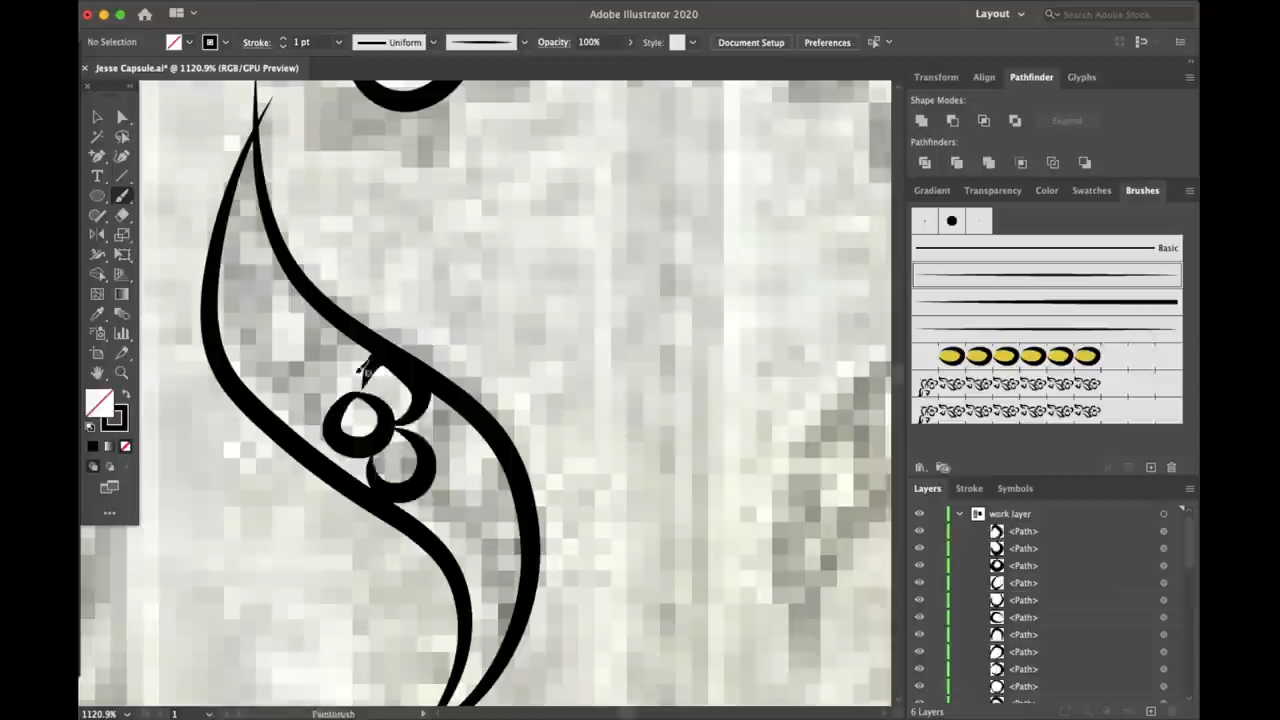 Adobe Illustrator 2020
Layout
Search Adobe Stock
No Selection
Stroke:
1 pt
Uniform
Opacity:
100%
Style:
Document Setup
Preferences
Jesse Capsule.ai* @ 1120.9% (RGB/GPU Preview)
Transform
Align
Pathfinder
Glyphs
Shape Modes:
Expand
Pathfinders:
Gradient
Transparency
Color
Swatches
Brushes
Basic
Layers
Stroke
Symbols
work layer
<Path>
<Path>
<Path>
<Path>
<Path>
<Path>
<Path>
<Path>
<Path>
<Path>
1120.9%
1
Paintbrush
6 Layers